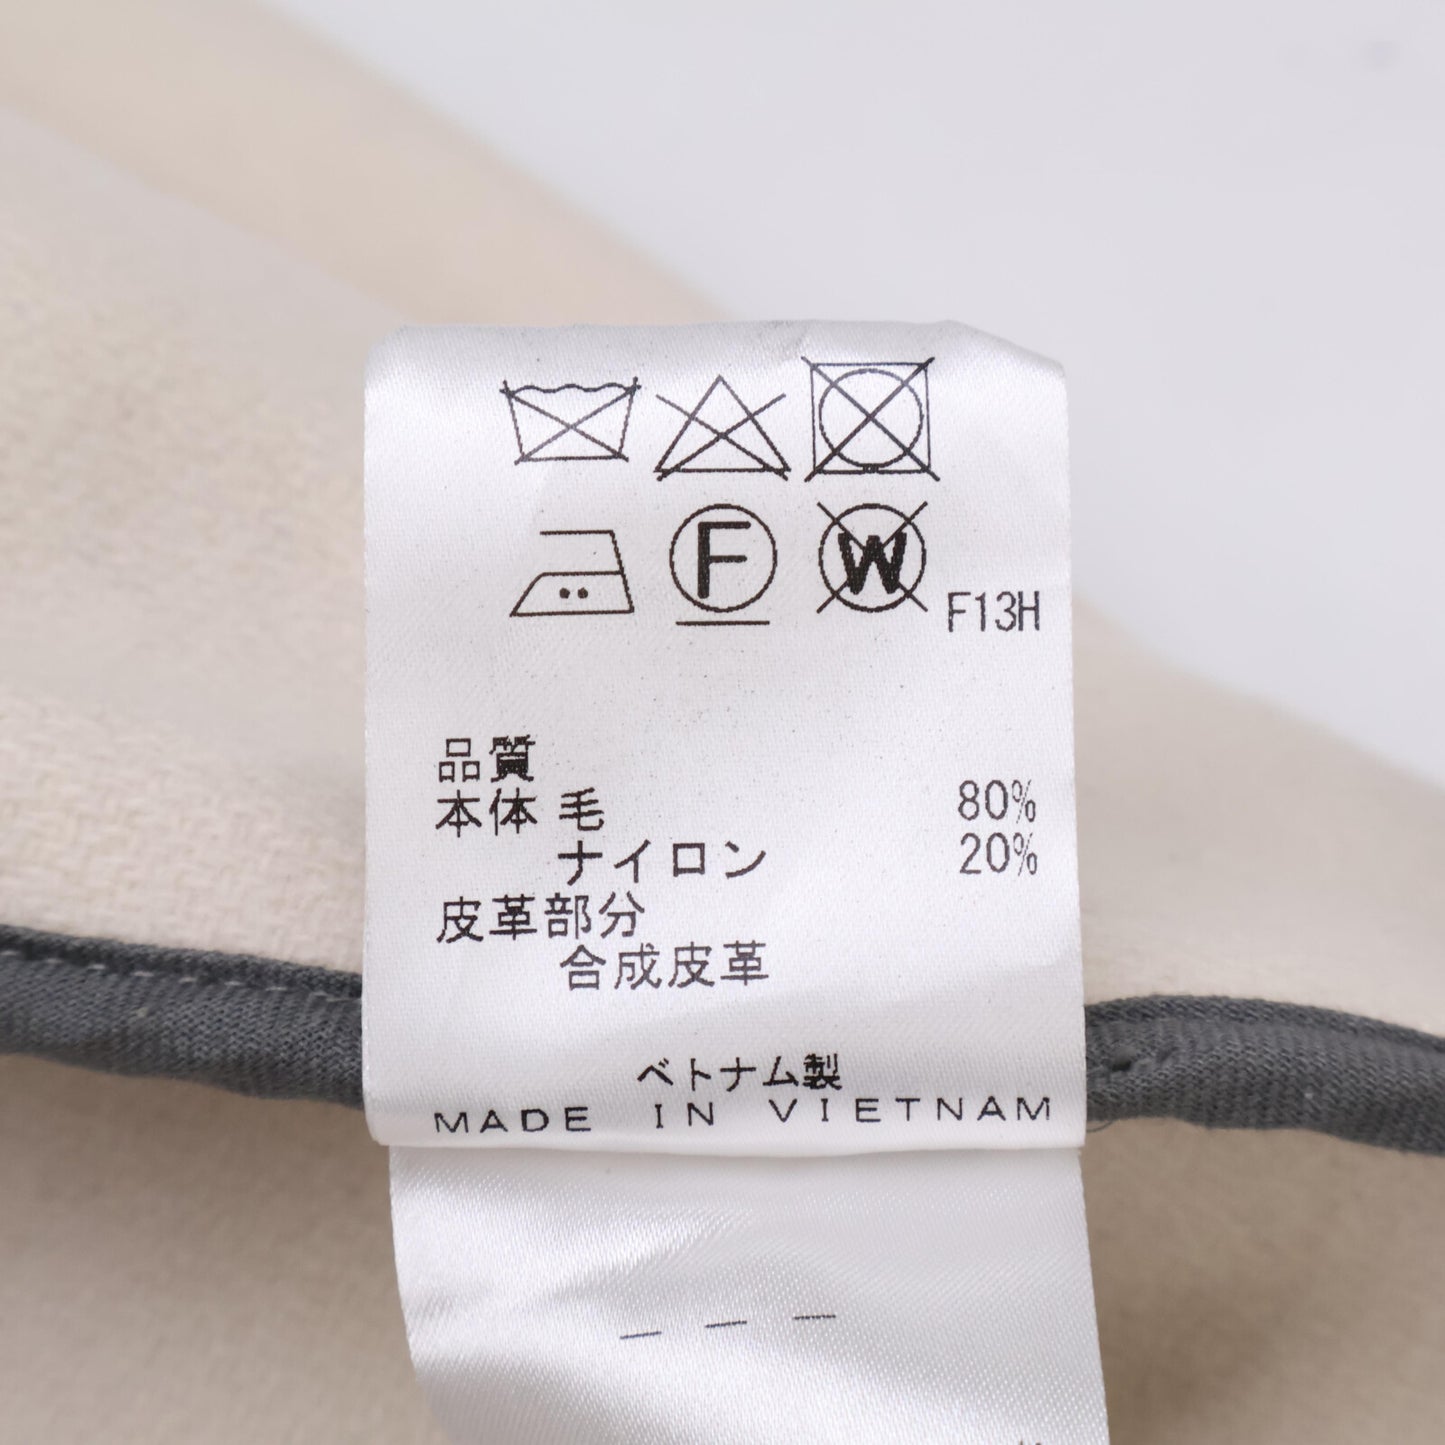 F
W
F13H
品質
本体 毛 80%
ナイロン 20%
皮革部分
合成皮革
ベトナム製
MADE IN VIETNAM